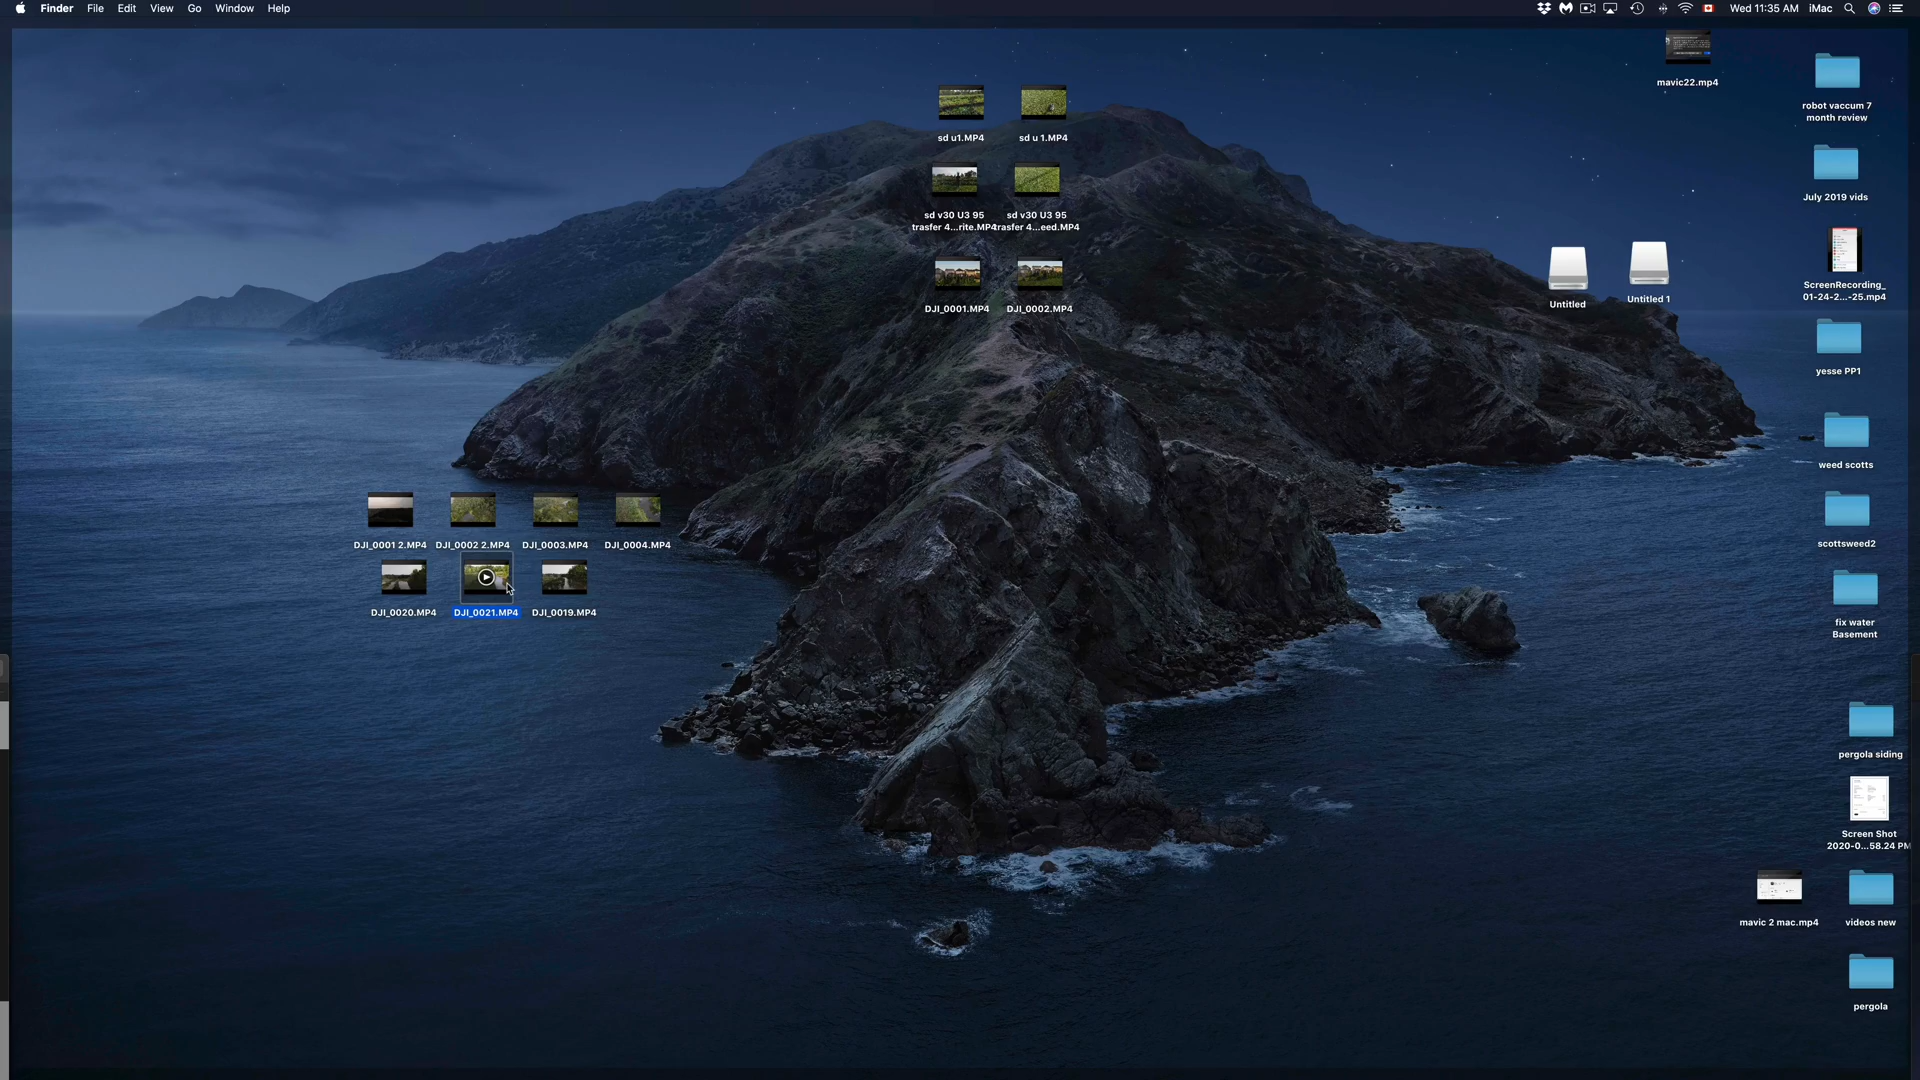 Finder File Edit View Go Window Help
Wed 11:35 AM iMac
mavic22.mp4
robot vaccum 7
month review
sd u1.MP4
sd u 1.MP4
July 2019 vids
sd v30 U3 95
trasfer 4...rite.MP4
sd v30 U3 95
trasfer 4...eed.MP4
DJI_0001.MP4
DJI_0002.MP4
Untitled
Untitled 1
ScreenRecording_
01-24-2...-25.mp4
yesse PP1
weed scotts
DJI_0001 2.MP4
DJI_0002 2.MP4
DJI_0003.MP4
DJI_0004.MP4
scottsweed2
DJI_0020.MP4
DJI_0021.MP4
DJI_0019.MP4
fix water
Basement
pergola siding
Screen Shot
2020-0...58.24 PM
mavic 2 mac.mp4
videos new
pergola